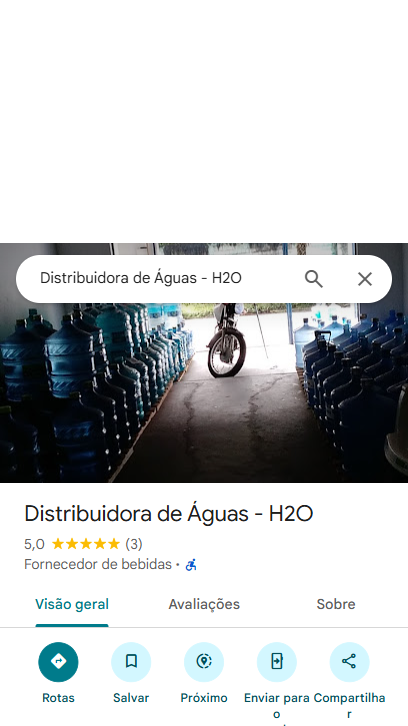 Distribuidora de Águas - H2O
Distribuidora de Águas - H2O
5,0 (3)
Fornecedor de bebidas ·
Visão geral Avaliações Sobre
Rotas Salvar Próximo Enviar para o Compartilhar